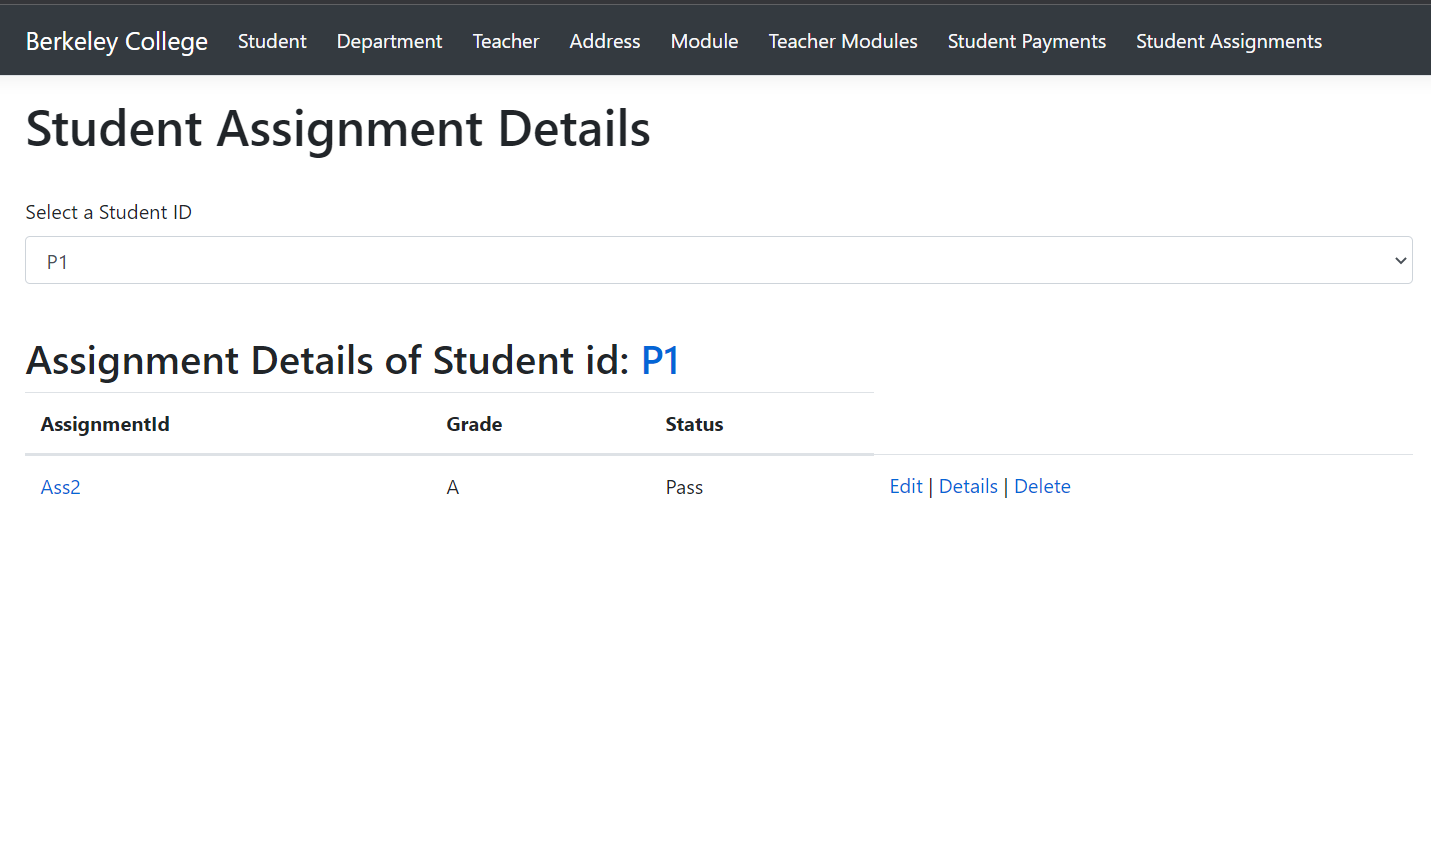 Berkeley College Student Department Teacher Address Module Teacher Modules Student Payments Student Assignments
Student Assignment Details
Select a Student ID
P1
Assignment Details of Student id: P1
AssignmentId Grade Status
Ass2 A Pass Edit | Details | Delete